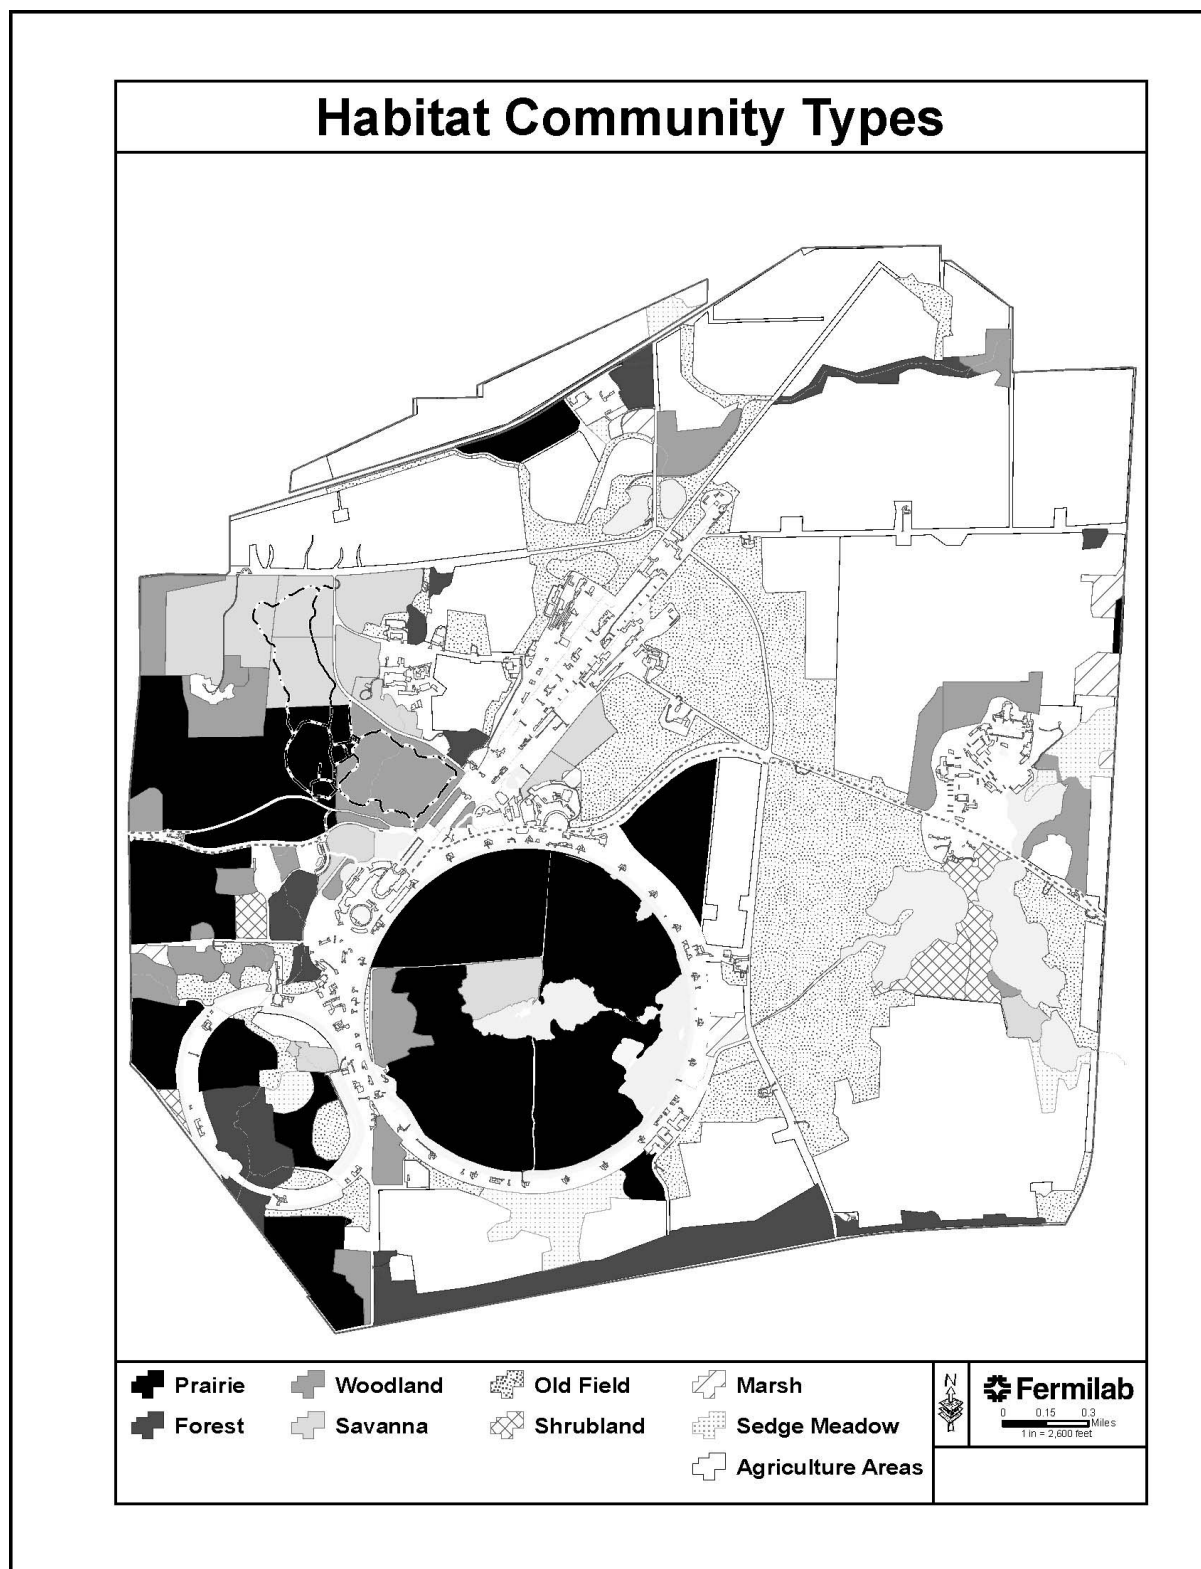 Habitat Community Types
Prairie
Woodland
Old Field
Marsh
Forest
Savanna
Shrubland
Sedge Meadow
Agriculture Areas
N
Fermilab
0 0.15 0.3
Miles
1 in = 2,600 feet